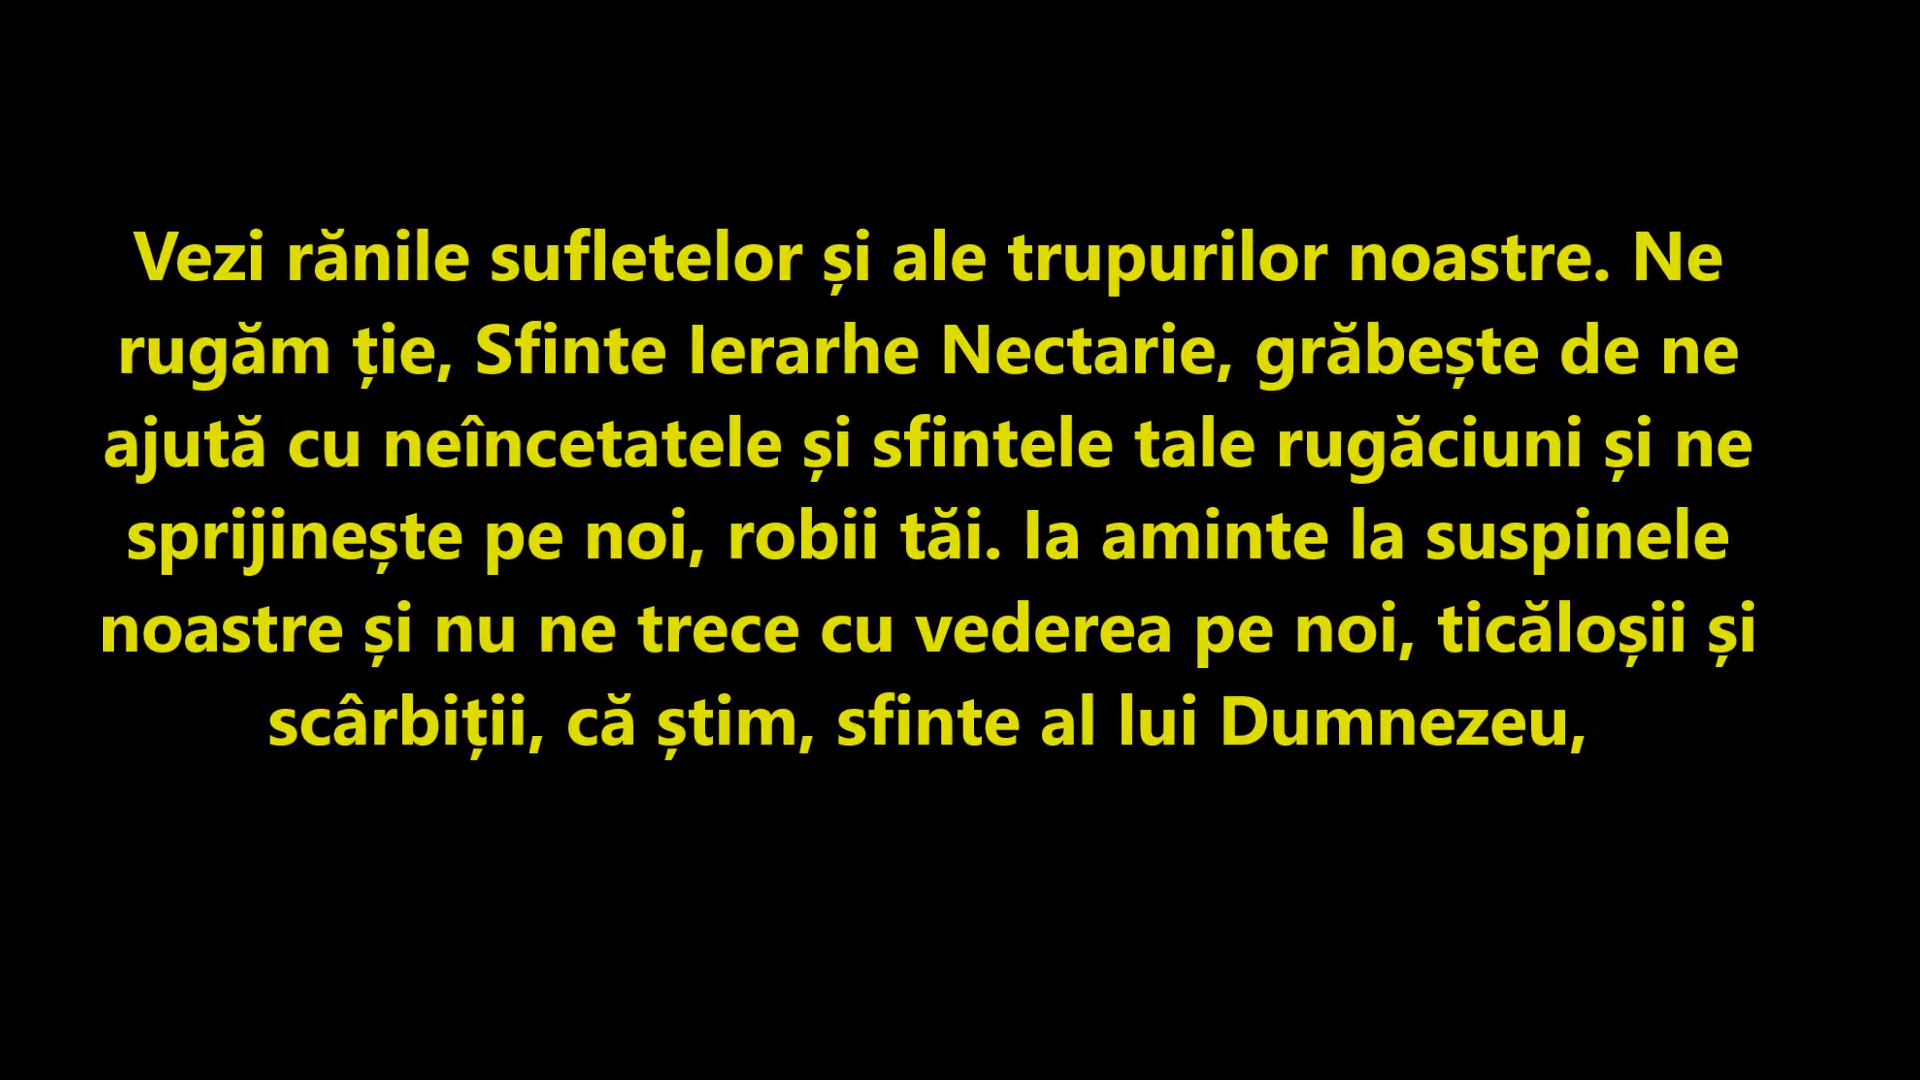 Vezi rănile sufletelor și ale trupurilor noastre. Ne
rugăm ție, Sfinte Ierarhe Nectarie, grăbește de ne
ajută cu neîncetatele și sfintele tale rugăciuni și ne
sprijinește pe noi, robii tăi. Ia aminte la suspinele
noastre și nu ne trece cu vederea pe noi, ticăloșii și
scârbiții, că știm, sfinte al lui Dumnezeu,